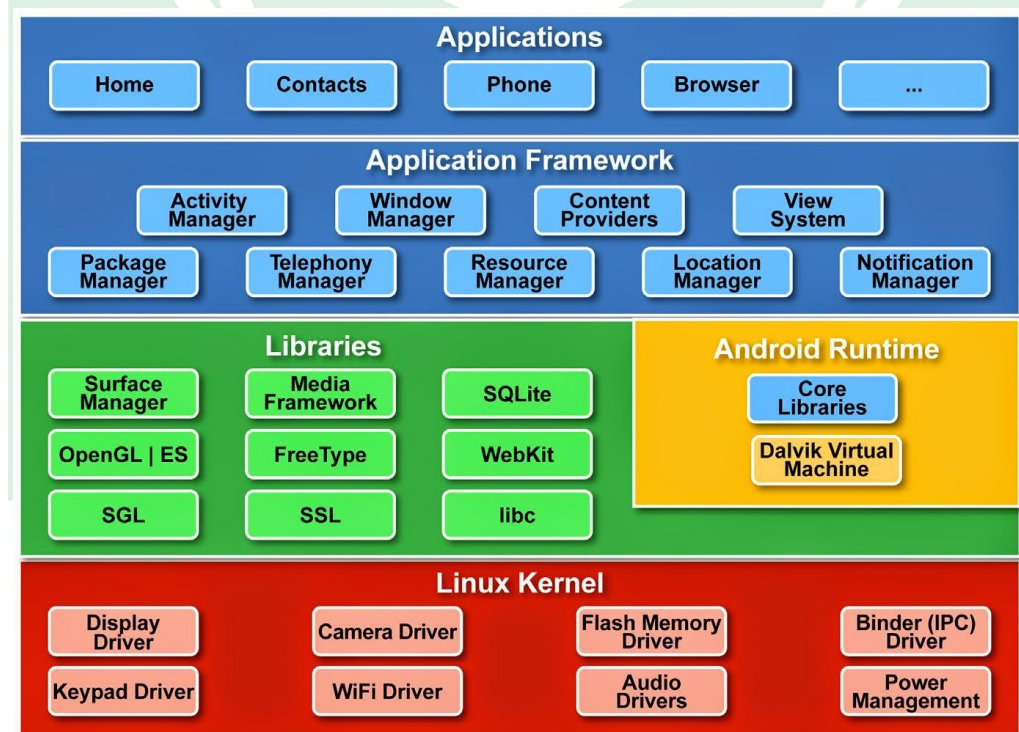 Applications
Home
Contacts
Phone
Browser
...
Application Framework
Activity
Manager
Window
Manager
Content
Providers
View
System
Package
Manager
Telephony
Manager
Resource
Manager
Location
Manager
Notification
Manager
Libraries
Surface
Manager
Media
Framework
SQLite
OpenGL | ES
FreeType
WebKit
SGL
SSL
libc
Android Runtime
Core
Libraries
Dalvik Virtual
Machine
Linux Kernel
Display
Driver
Camera Driver
Flash Memory
Driver
Binder (IPC)
Driver
Keypad Driver
WiFi Driver
Audio
Drivers
Power
Management